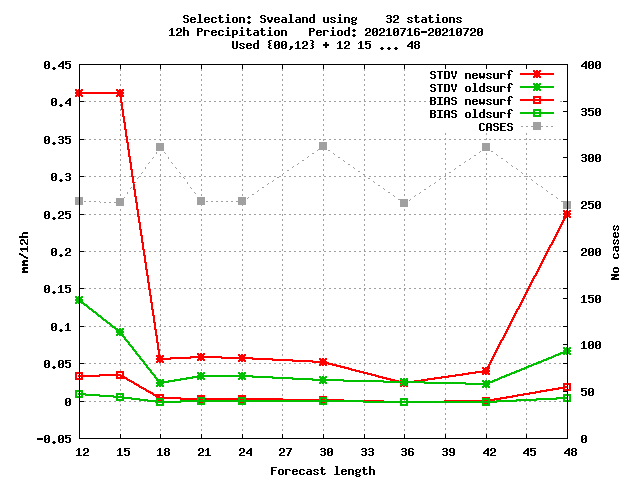 Selection: Svealand using    32 stations
12h Precipitation   Period: 20210716-20210720
Used {00,12} + 12 15 ... 48
STDV newsurf
STDV oldsurf
BIAS newsurf
BIAS oldsurf
CASES
0.45
0.4
0.35
0.3
0.25
0.2
0.15
0.1
0.05
0
-0.05
mm/12h
400
350
300
250
200
150
100
50
0
No cases
12 15 18 21 24 27 30 33 36 39 42 45 48
Forecast length